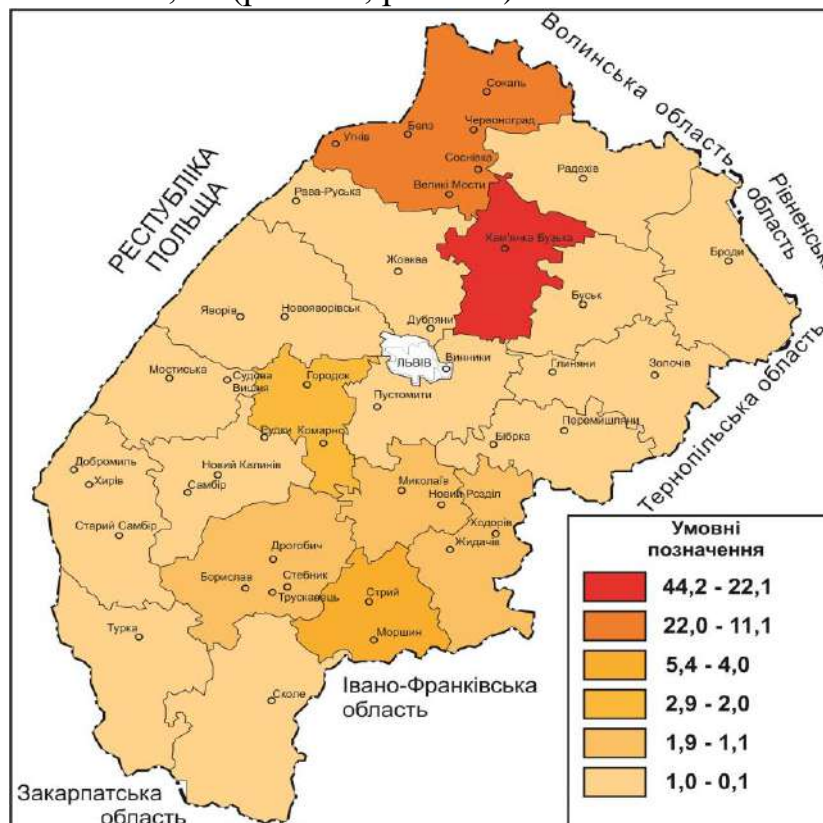 Волинська область
Рівненська
область
РЕСПУБЛІКА
ПОЛЬЩА
Тернопільська область
Івано-Франківська
область
Закарпатська
область
Сокаль
Червоноград
Белз
Угнів
Соснівка
Великі Мости
Радехів
Рава-Руська
Кам'янка Бузька
Броди
Жовква
Буськ
Яворів
Новояворівськ
Дубляни
ЛЬВІВ
Винники
Глиняни
Золочів
Мостиська
Судова
Вишня
Городок
Пустомити
Рудки
Комарно
Бібрка
Перемишляни
Добромиль
Хирів
Новий Калинів
Самбір
Миколаїв
Новий Розділ
Ходорів
Старий Самбір
Жидачів
Дрогобич
Борислав
Стебник
Трускавець
Стрий
Моршин
Турка
Сколе
Умовні
позначення
44,2 - 22,1
22,0 - 11,1
5,4 - 4,0
2,9 - 2,0
1,9 - 1,1
1,0 - 0,1